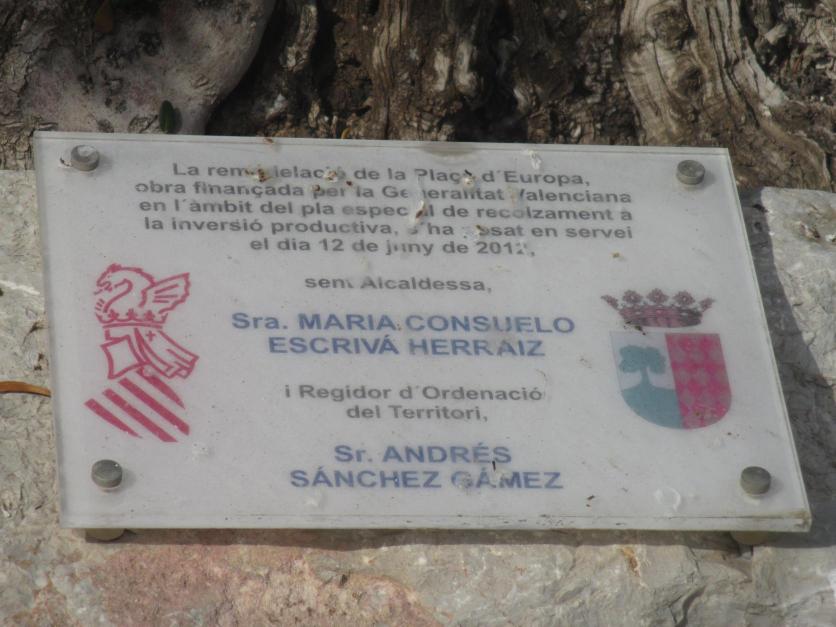 La remodelació de la Plaça d´Europa,
obra finançada per la Generalitat Valenciana
en l´àmbit del pla especial de recolzament à
la inversió productiva, s´ha posat en servei
el dia 12 de juny de 2012,
sent Alcaldessa,
Sra. MARIA CONSUELO
ESCRIVÁ HERRAIZ
i Regidor d´Ordenació
del Territori,
Sr. ANDRÉS
SÁNCHEZ GÁMEZ